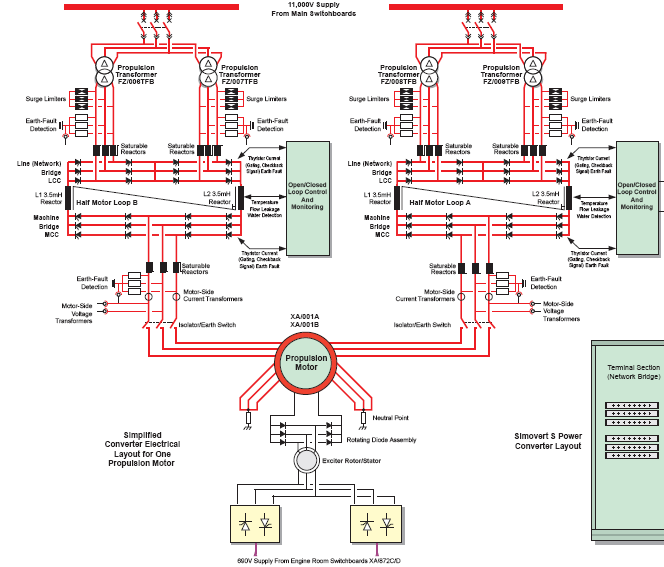 11,000V Supply
From Main Switchboards
Propulsion
Transformer
FZ/006TFB
Propulsion
Transformer
FZ/007TFB
Propulsion
Transformer
FZ/008TFB
Propulsion
Transformer
FZ/009TFB
Surge Limiters
Surge Limiters
Surge Limiters
Surge Limiters
Earth-Fault
Detection
Earth-Fault
Detection
Earth-Fault
Detection
Earth-Fault
Detection
Saturable
Reactors
Saturable
Reactors
Saturable
Reactors
Saturable
Reactors
Line (Network)
Bridge
LCC
Thyristor Current
(Gating, Checkback
Signal) Earth Fault
Line (Network)
Bridge
LCC
Thyristor Current
(Gating, Checkback
Signal) Earth Fault
L1 3.5mH
Reactor
Half Motor Loop B
L2 3.5mH
Reactor
Temperature
Flow Leakage
Water Detection
Open/Closed
Loop Control
And
Monitoring
L1 3.5mH
Reactor
Half Motor Loop A
L2 3.5mH
Reactor
Temperature
Flow Leakage
Water Detection
Open/Closed
Loop Control
And
Monitoring
Machine
Bridge
MCC
Thyristor Current
(Gating, Checkback
Signal) Earth Fault
Machine
Bridge
MCC
Thyristor Current
(Gating, Checkback
Signal) Earth Fault
Saturable
Reactors
Saturable
Reactors
Earth-Fault
Detection
Earth-Fault
Detection
Motor-Side
Current Transformers
Motor-Side
Current Transformers
Motor-Side
Voltage
Transformers
Motor-Side
Voltage
Transformers
Isolator/Earth Switch
XA/001A
XA/001B
Isolator/Earth Switch
Propulsion
Motor
Terminal Section
(Network Bridge)
Neutral Point
Rotating Diode Assembly
Exciter Rotor/Stator
Simplified
Converter Electrical
Layout for One
Propulsion Motor
Simovert S Power
Converter Layout
690V Supply From Engine Room Switchboards XA/672C/D